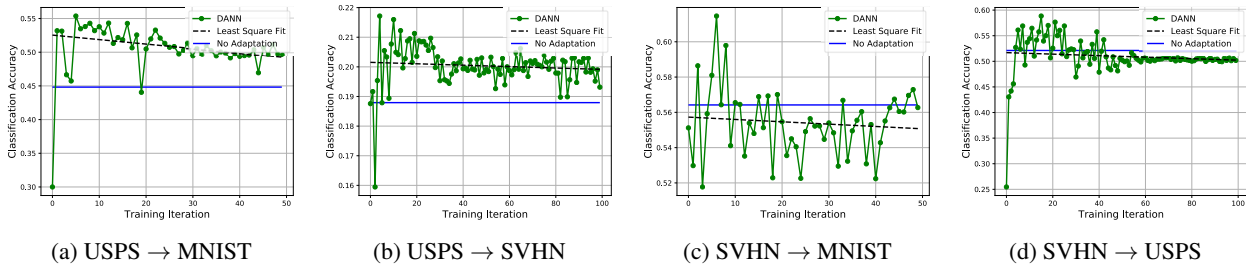 DANN
Least Square Fit
No Adaptation
Classification Accuracy
0.55
0.50
0.45
0.40
0.35
0.30
0 10 20 30 40 50
Training Iteration
(a) USPS → MNIST
DANN
Least Square Fit
No Adaptation
Classification Accuracy
0.22
0.21
0.20
0.19
0.18
0.17
0.16
0 20 40 60 80 100
Training Iteration
(b) USPS → SVHN
DANN
Least Square Fit
No Adaptation
Classification Accuracy
0.60
0.58
0.56
0.54
0.52
0 10 20 30 40 50
Training Iteration
(c) SVHN → MNIST
DANN
Least Square Fit
No Adaptation
Classification Accuracy
0.60
0.55
0.50
0.45
0.40
0.35
0.30
0.25
0 20 40 60 80 100
Training Iteration
(d) SVHN → USPS